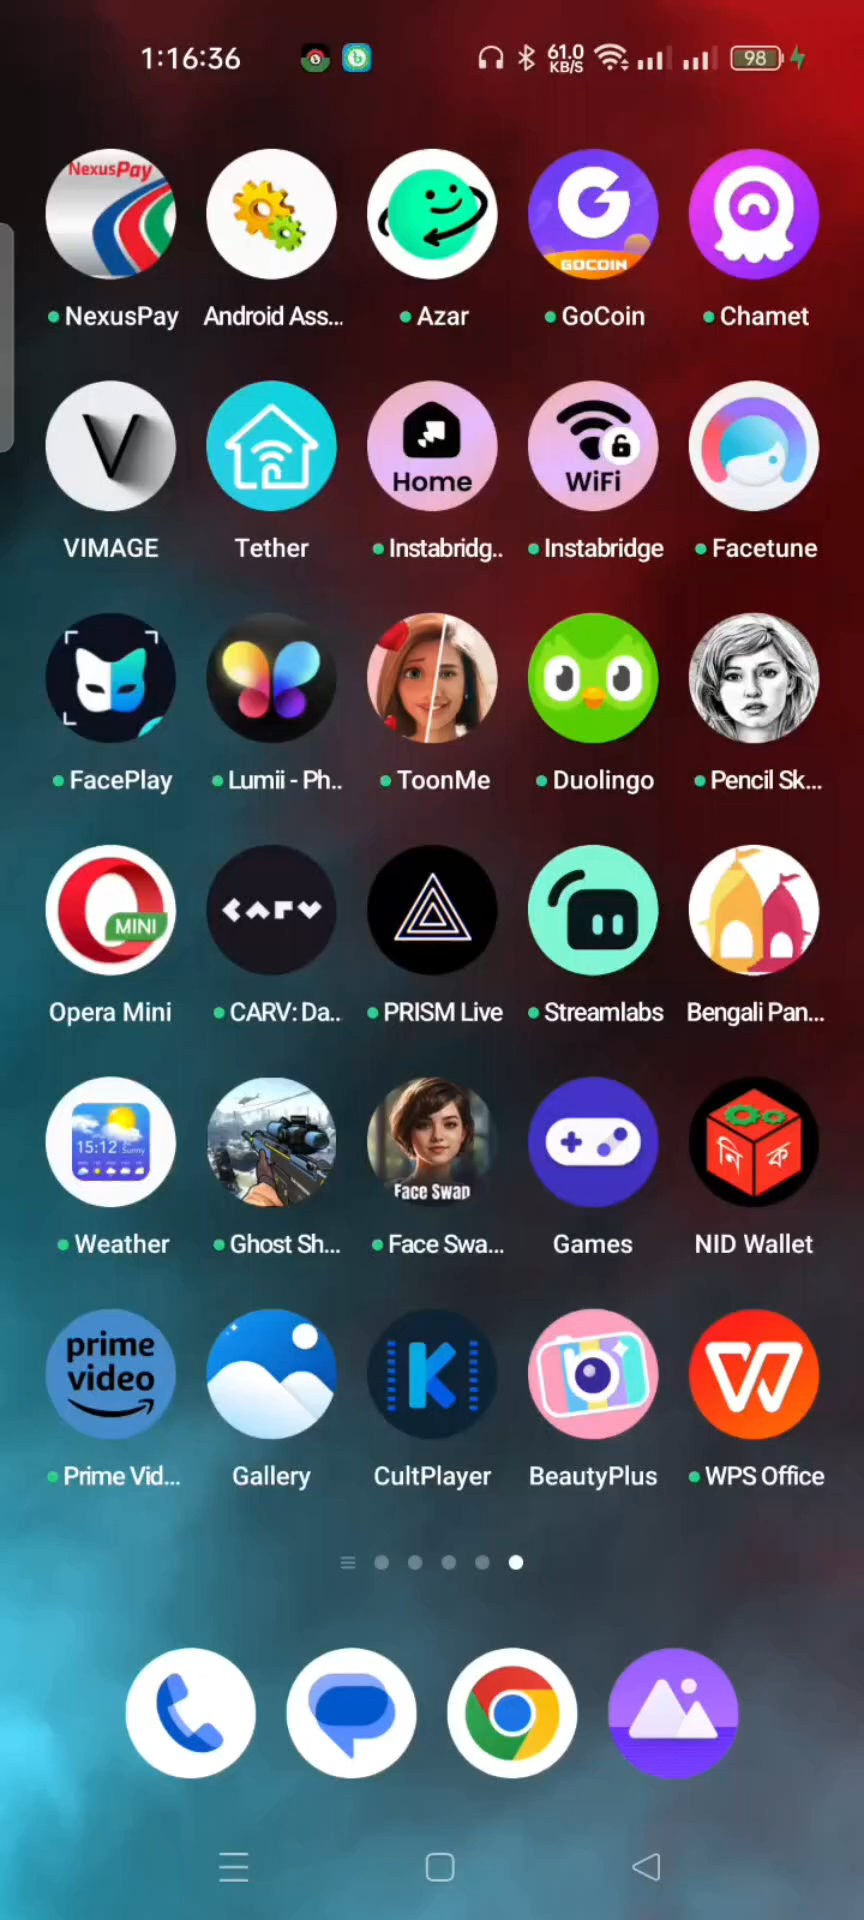 1:16:36
61.0
KB/S
98
NexusPay
GOCOIN
NexusPay
Android Ass...
Azar
GoCoin
Chamet
Home
WiFi
VIMAGE
Tether
Instabridg..
Instabridge
Facetune
FacePlay
Lumii - Ph..
ToonMe
Duolingo
Pencil Sk...
MINI
CARV
Opera Mini
CARV: Da..
PRISM Live
Streamlabs
Bengali Pan...
15:12 Sunny
Face Swap
নি ক
Weather
Ghost Sh...
Face Swa...
Games
NID Wallet
prime
video
Prime Vid...
Gallery
CultPlayer
BeautyPlus
WPS Office